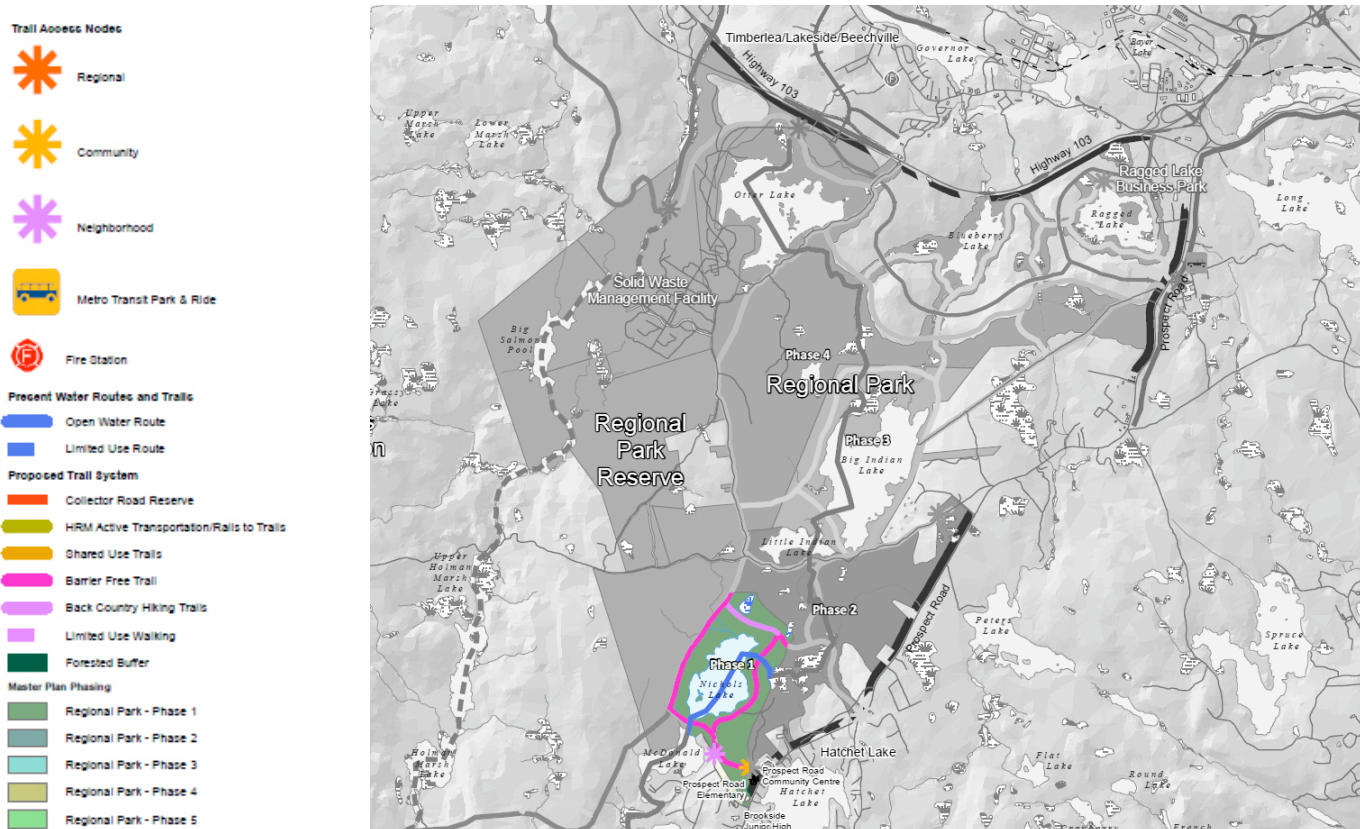 Trail Access Nodes
Regional
Community
Neighborhood
Metro Transit Park & Ride
F
Fire Station
Present Water Routes and Trails
Open Water Route
Limited Use Route
Proposed Trail System
Collector Road Reserve
HRM Active Transportation/Rails to Trails
Shared Use Trails
Barrier Free Trail
Back Country Hiking Trails
Limited Use Walking
Forested Buffer
Master Plan Phasing
Regional Park - Phase 1
Regional Park - Phase 2
Regional Park - Phase 3
Regional Park - Phase 4
Regional Park - Phase 5
Timberlea/Lakeside/Beechville
Governor
Lake
Bayer
Lake
Highway 103
F
Upper
Marsh
Lake
Lower
Marsh
Lake
Highway 103
Ragged Lake
Business Park
Otter Lake
Long
Lake
Ragged
Lake
Blueberry
Lake
Solid Waste
Management Facility
Prospect Road
Big
Salmon
Pool
Phase 4
Regional Park
Grassy
Lake
Regional
Park
Reserve
Phase 3
Big Indian
Lake
Little Indian
Lake
Upper
Holman
Marsh
Lake
Phase 2
Prospect Road
Peters
Lake
Spruce
Lake
Phase 1
Nichols
Lake
McDonald
Lake
Hatchet Lake
Holman
Marsh
Lake
Flat
Lake
Round
Lake
Prospect Road
Community Centre
Prospect Road
Elementary
Hatchet
Lake
Brookside
Junior High
French